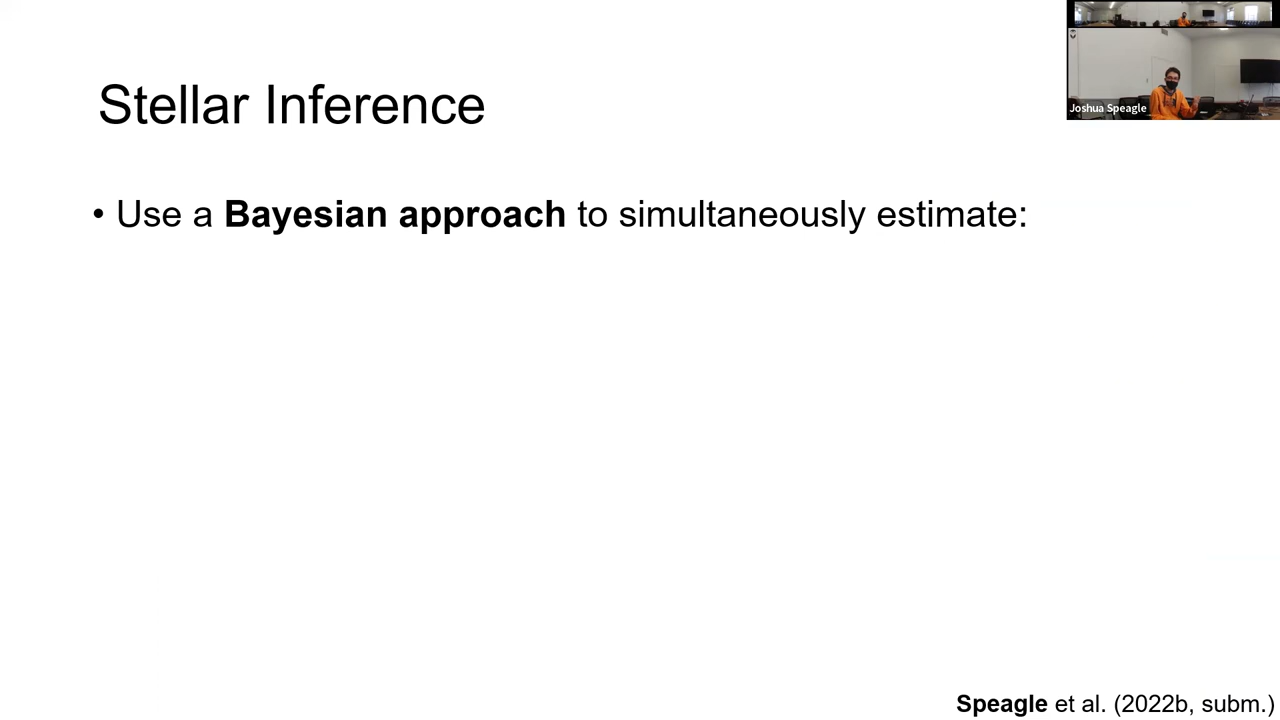 Joshua Speagle
Stellar Inference
• Use a Bayesian approach to simultaneously estimate:
Speagle et al. (2022b, subm.)